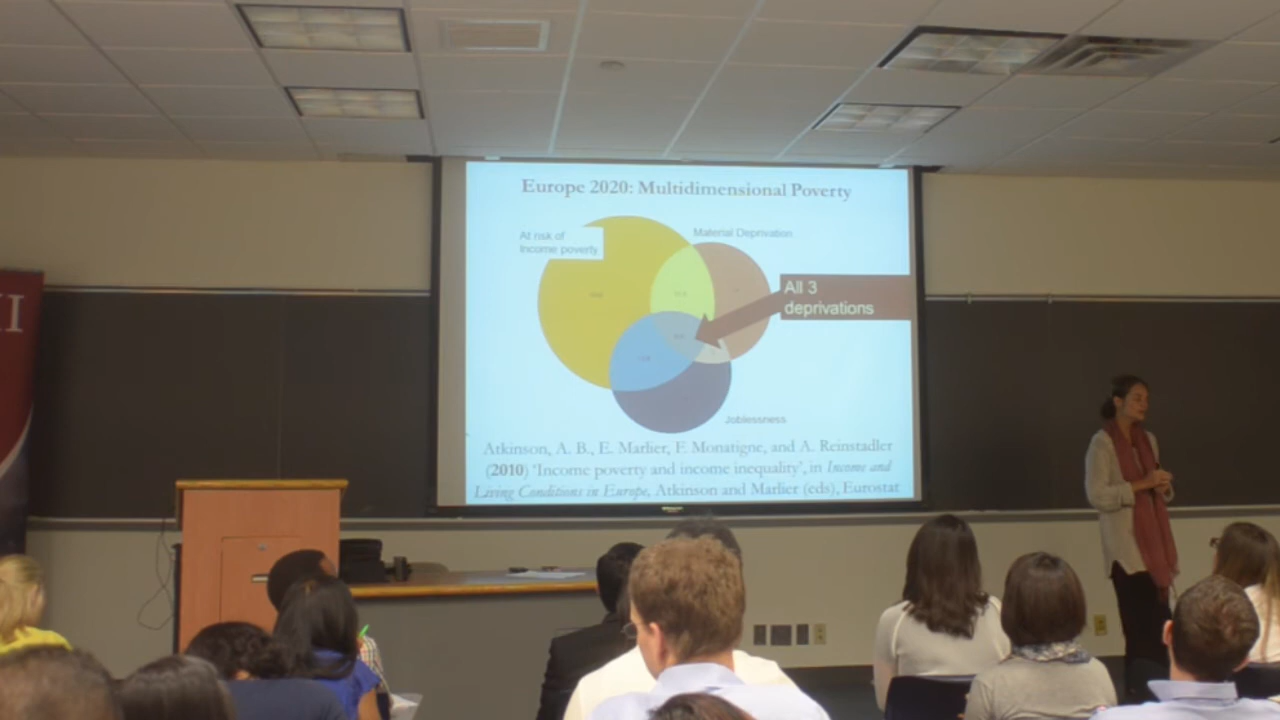 Europe 2020: Multidimensional Poverty
At risk of
Income poverty
Material Deprivation
All 3
deprivations
Joblessness
Atkinson, A. B., E. Marlier, F. Monatigne, and A. Reinstadler
(2010) 'Income poverty and income inequality', in Income and
Living Conditions in Europe, Atkinson and Marlier (eds), Eurostat